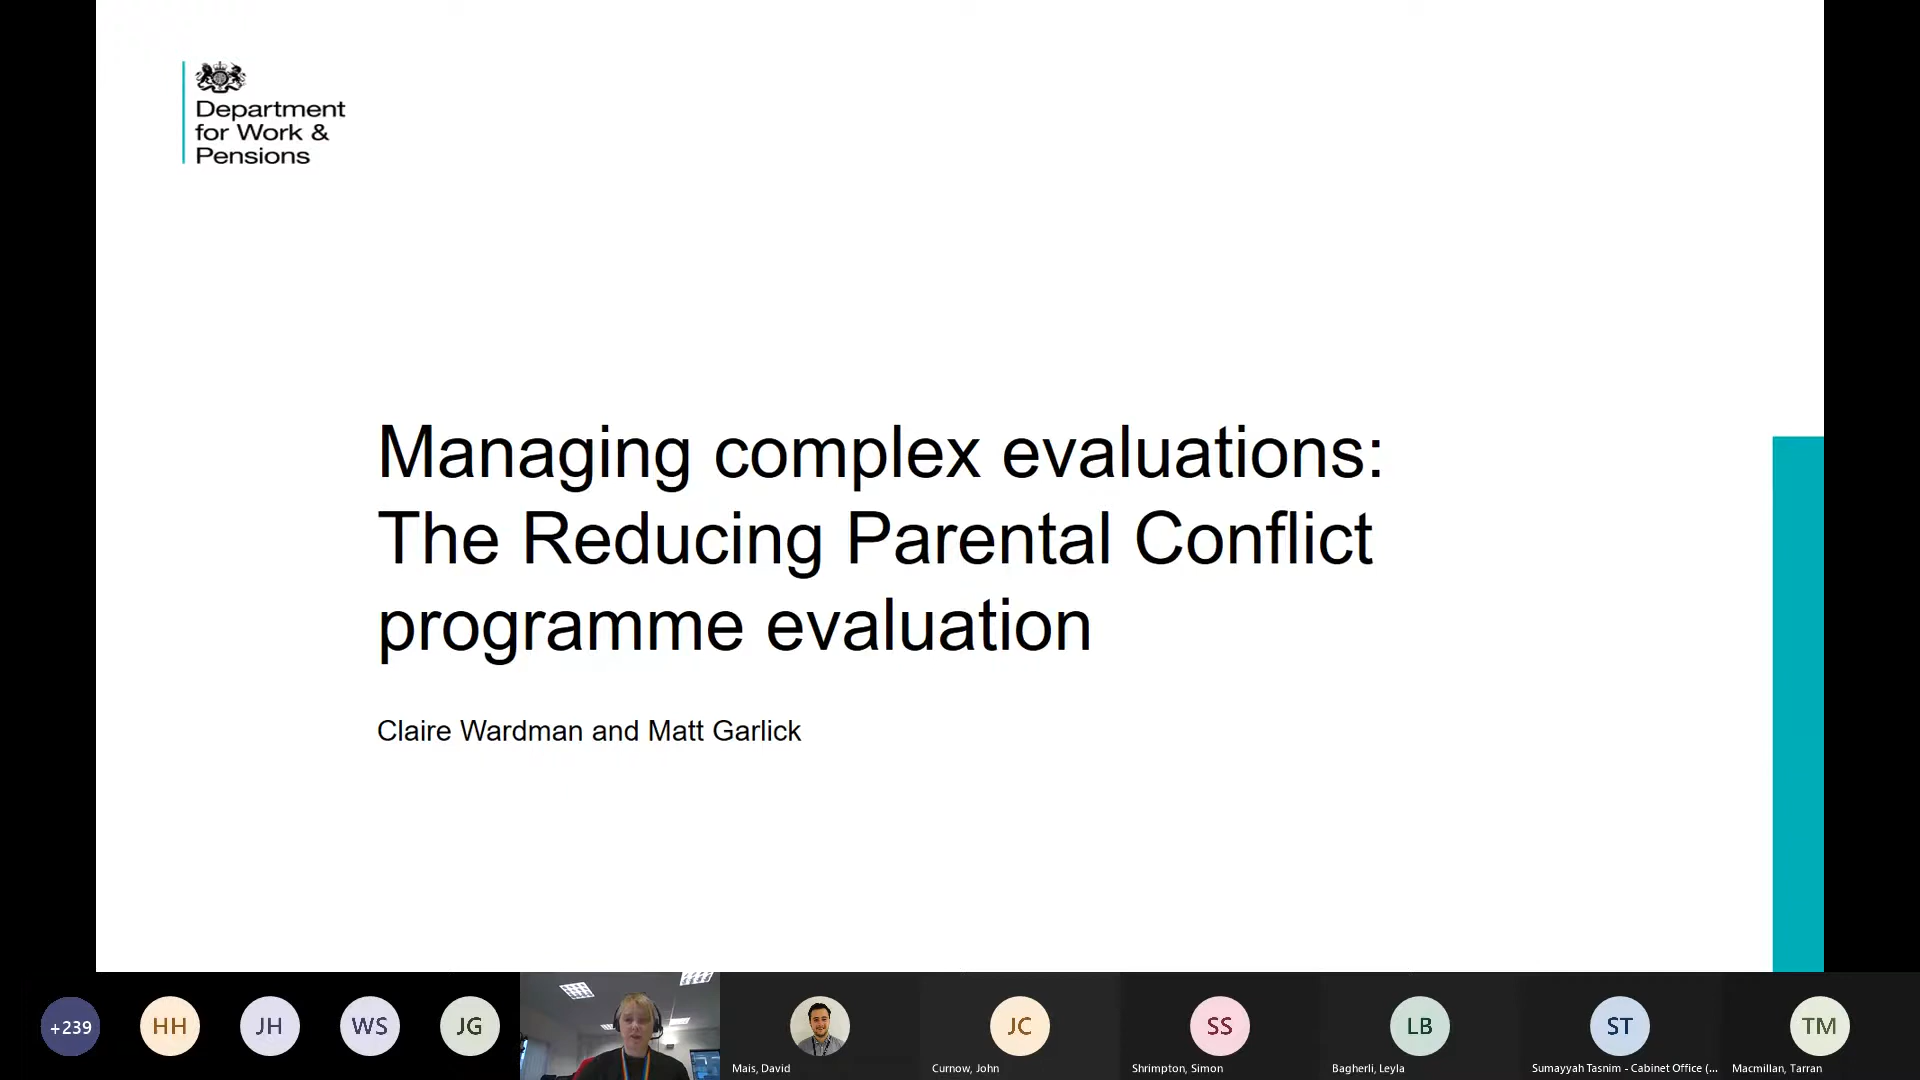 Department
for Work &
Pensions
Managing complex evaluations:
The Reducing Parental Conflict
programme evaluation
Claire Wardman and Matt Garlick
+239
HH
JH
WS
JG
JC
SS
LB
ST
TM
Mais, David
Curnow, John
Shrimpton, Simon
Bagherli, Leyla
Sumayyah Tasnim - Cabinet Office (...
Macmillan, Tarran